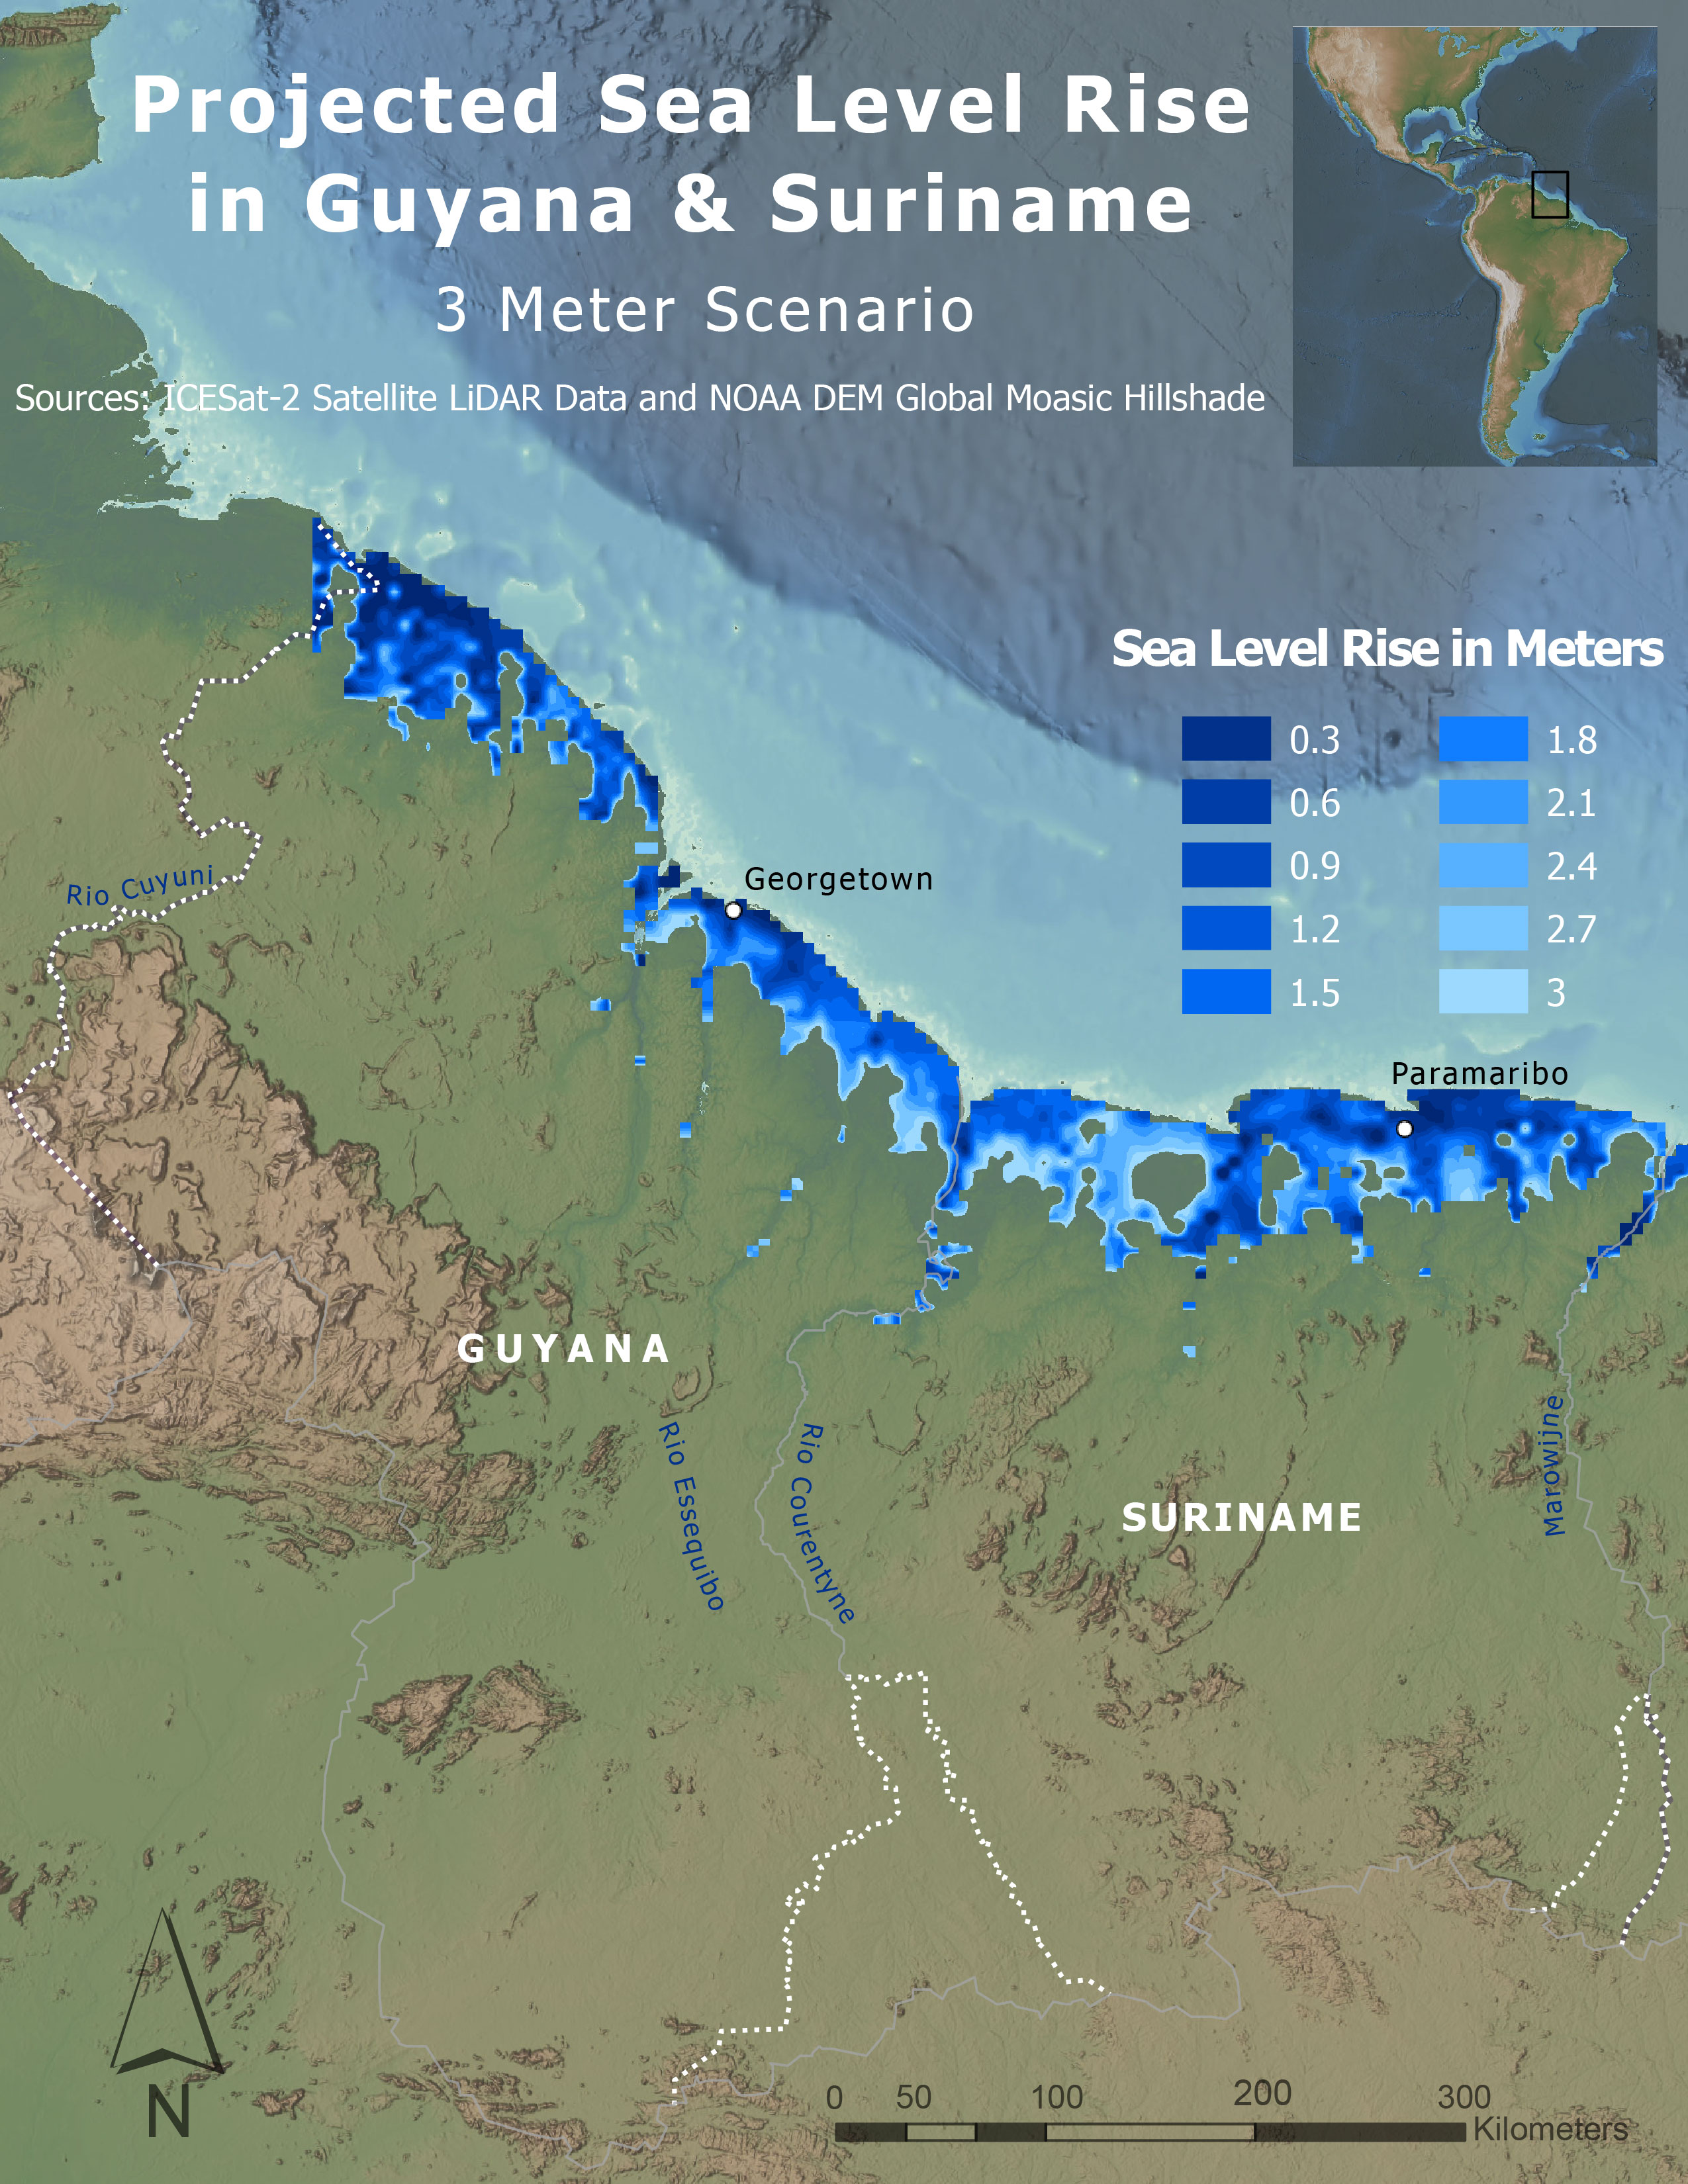 Projected Sea Level Rise
in Guyana & Suriname
3 Meter Scenario
Sources: ICESat-2 Satellite LiDAR Data and NOAA DEM Global Moasic Hillshade
Sea Level Rise in Meters
0.3
0.6
0.9
1.2
1.5
1.8
2.1
2.4
2.7
3
Rio Cuyuni
Georgetown
Paramaribo
GUYANA
SURINAME
Rio Essequibo
Rio Courentyne
Marowijne
N
0 50 100 200 300
Kilometers